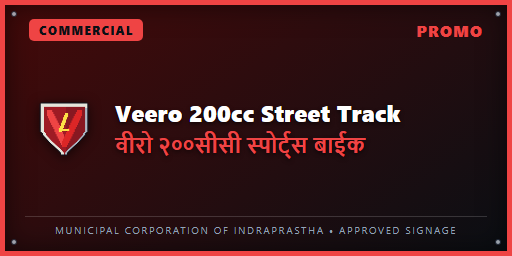 COMMERCIAL
PROMO
Veero 200cc Street Track
वीरो २००सीसी स्पोर्ट्स बाईक
MUNICIPAL CORPORATION OF INDRAPRASTHA • APPROVED SIGNAGE